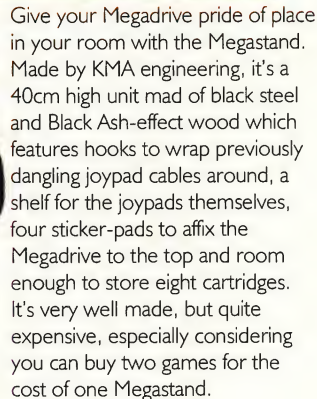 Give your Megadrive pride of place
in your room with the Megastand.
Made by KMA engineering, it's a
40cm high unit mad of black steel
and Black Ash-effect wood which
features hooks to wrap previously
dangling joypad cables around, a
shelf for the joypads themselves,
four sticker-pads to affix the
Megadrive to the top and room
enough to store eight cartridges.
It's very well made, but quite
expensive, especially considering
you can buy two games for the
cost of one Megastand.